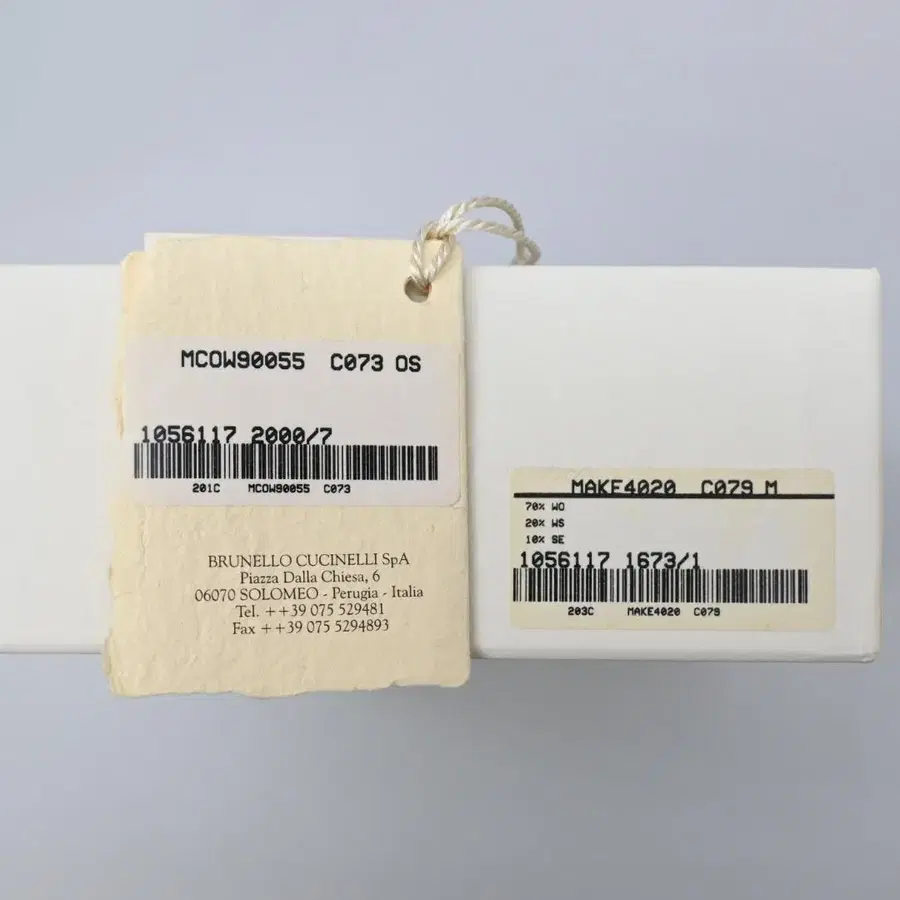 MCOW90055 C073 OS
1056117 2000/7
201C MCOW90055 C073
BRUNELLO CUCINELLI SpA
Piazza Dalla Chiesa, 6
06070 SOLOMEO - Perugia - Italia
Tel. ++39 075 529481
Fax ++39 075 5294893
MAKE4020 C079 M
70% WO
20% WS
10% SE
1056117 1673/1
203C MAKE4020 C079